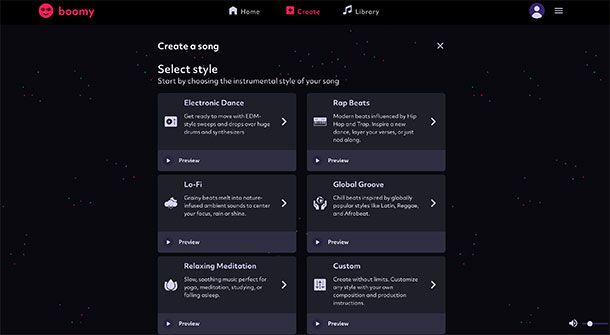 boomy
Home
Create
Library
Create a song
Select style
Start by choosing the instrumental style of your song
Electronic Dance
Get ready to move with EDM-
style sweeps and drops over huge
drums and synthesizers
Preview
Rap Beats
Modern beats influenced by Hip
Hop and Trap. Inspire a new
dance, layer your verses, or just
nod along.
Preview
Lo-Fi
Grainy beats melt into nature-
infused ambient sounds to center
your focus, rain or shine.
Preview
Global Groove
Chill beats inspired by globally
popular styles like Latin, Reggae,
and Afrobeat.
Preview
Relaxing Meditation
Slow, soothing music perfect for
yoga, meditation, studying, or
falling asleep.
Preview
Custom
Create without limits. Customize
any style with your own
composition and production
instructions.
Preview